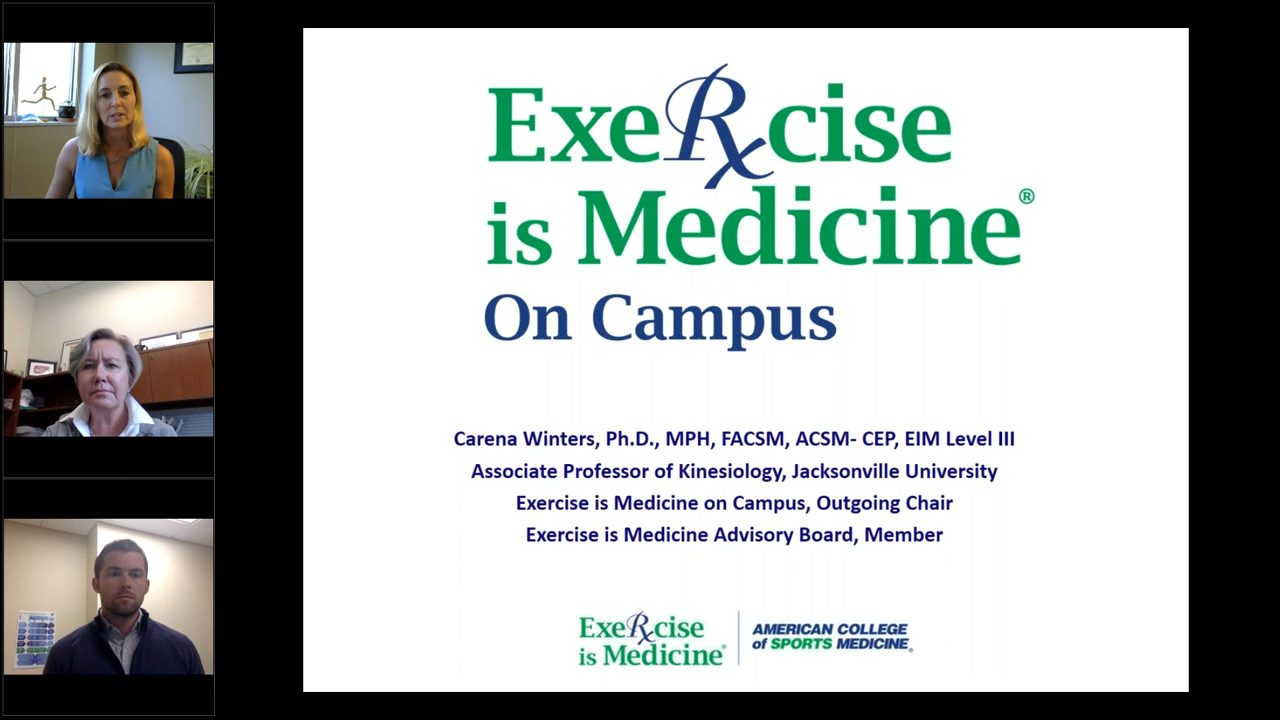 ExeRxcise
is Medicine®
On Campus
Carena Winters, Ph.D., MPH, FACSM, ACSM- CEP, EIM Level III
Associate Professor of Kinesiology, Jacksonville University
Exercise is Medicine on Campus, Outgoing Chair
Exercise is Medicine Advisory Board, Member
ExeRxcise
is Medicine®
AMERICAN COLLEGE
of SPORTS MEDICINE®